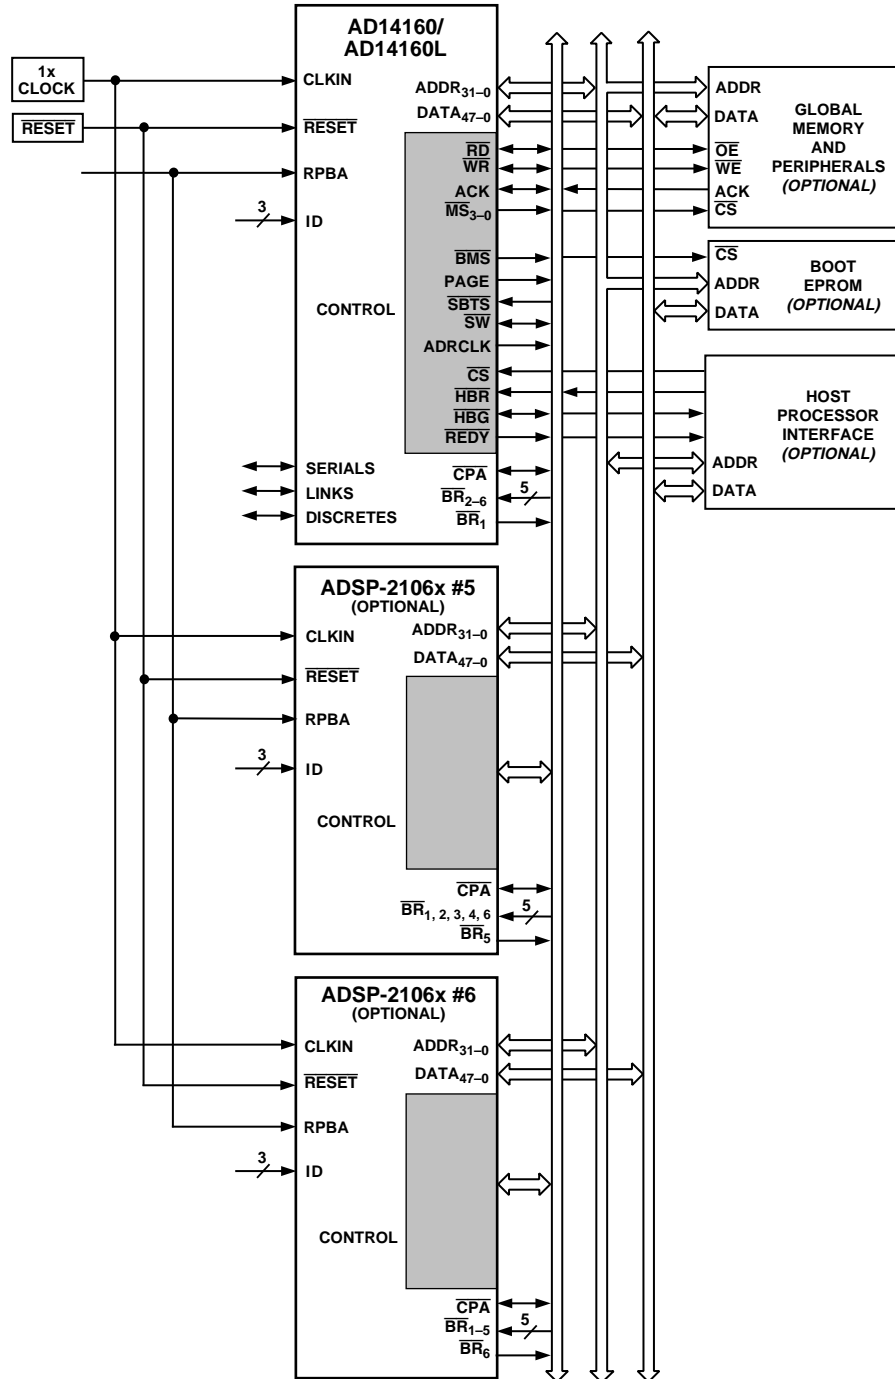 AD14160/
AD14160L
1x
CLOCK
RESET
CLKIN
RESET
RPBA
3
ID
CONTROL
SERIALS
LINKS
DISCRETES
ADDR31–0
DATA47–0
RD
WR
ACK
MS3–0
BMS
PAGE
SBTS
SW
ADRCLK
CS
HBR
HBG
REDY
CPA
BR2–6
5
BR1
ADDR
DATA
OE
WE
ACK
CS
GLOBAL
MEMORY
AND
PERIPHERALS
(OPTIONAL)
CS
ADDR
DATA
BOOT
EPROM
(OPTIONAL)
HOST
PROCESSOR
INTERFACE
(OPTIONAL)
ADDR
DATA
ADSP-2106x #5
(OPTIONAL)
CLKIN
RESET
RPBA
3
ID
CONTROL
ADDR31–0
DATA47–0
CPA
BR1, 2, 3, 4, 6
5
BR5
ADSP-2106x #6
(OPTIONAL)
CLKIN
RESET
RPBA
3
ID
CONTROL
ADDR31–0
DATA47–0
CPA
BR1–5
5
BR6